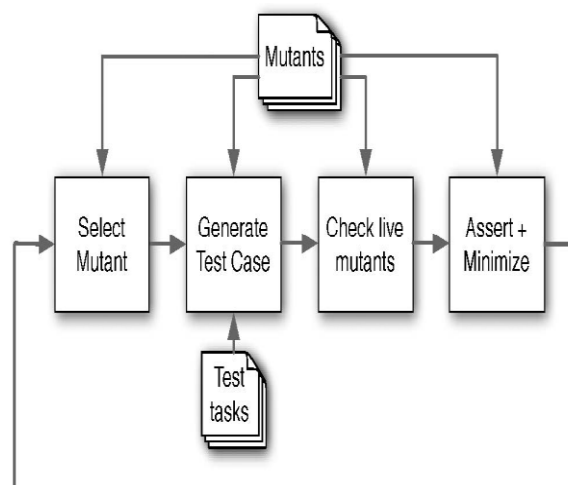 Mutants
Select
Mutant
Generate
Test Case
Check live
mutants
Assert +
Minimize
Test
tasks